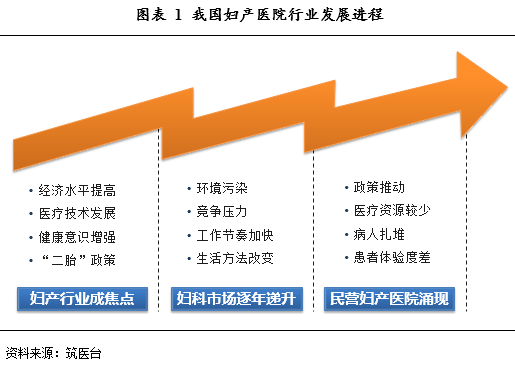 图表 1 我国妇产医院行业发展进程
• 经济水平提高
• 医疗技术发展
• 健康意识增强
• “二胎”政策
妇产行业成焦点
• 环境污染
• 竞争压力
• 工作节奏加快
• 生活方法改变
妇科市场逐年递升
• 政策推动
• 医疗资源较少
• 病人扎堆
• 患者体验度差
民营妇产医院涌现
资料来源：筑医台